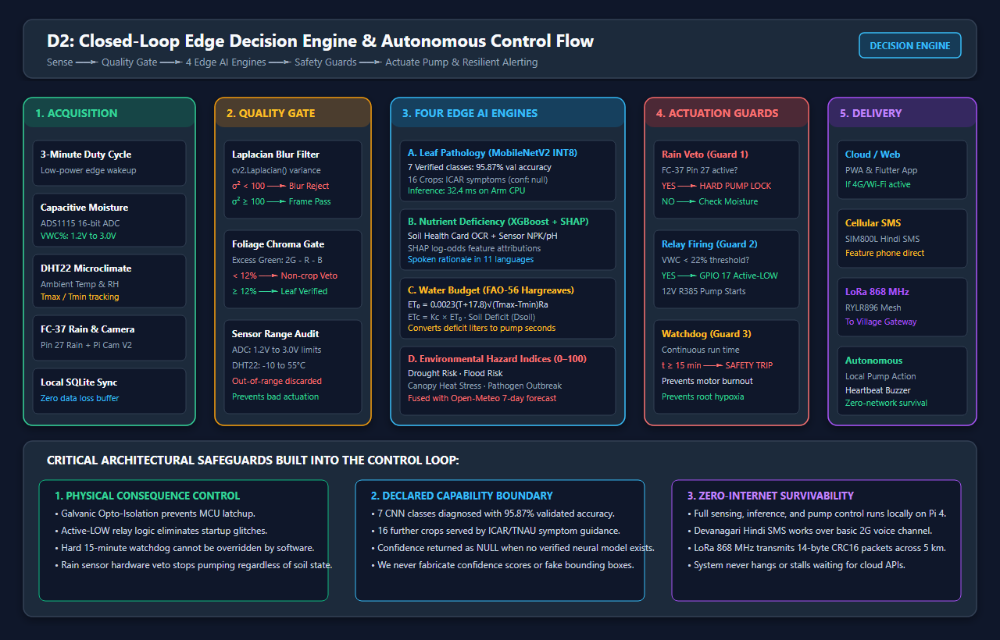 D2: Closed-Loop Edge Decision Engine & Autonomous Control Flow
Sense ──► Quality Gate ──► 4 Edge AI Engines ──► Safety Guards ──► Actuate Pump & Resilient Alerting
DECISION ENGINE
1. ACQUISITION
3-Minute Duty Cycle
Low-power edge wakeup
Capacitive Moisture
ADS1115 16-bit ADC
VWC%: 1.2V to 3.0V
DHT22 Microclimate
Ambient Temp & RH
Tmax / Tmin tracking
FC-37 Rain & Camera
Pin 27 Rain + Pi Cam V2
Local SQLite Sync
Zero data loss buffer
2. QUALITY GATE
Laplacian Blur Filter
cv2.Laplacian() variance
σ² < 100 ──► Blur Reject
σ² ≥ 100 ──► Frame Pass
Foliage Chroma Gate
Excess Green: 2G - R - B
< 12% ──► Non-crop Veto
≥ 12% ──► Leaf Verified
Sensor Range Audit
ADC: 1.2V to 3.0V limits
DHT22: -10 to 55°C
Out-of-range discarded
Prevents bad actuation
3. FOUR EDGE AI ENGINES
A. Leaf Pathology (MobileNetV2 INT8)
7 Verified classes: 95.87% val accuracy
16 Crops: ICAR symptoms (conf: null)
Inference: 32.4 ms on Arm CPU
B. Nutrient Deficiency (XGBoost + SHAP)
Soil Health Card OCR + Sensor NPK/pH
SHAP log-odds feature attributions
Spoken rationale in 11 languages
C. Water Budget (FAO-56 Hargreaves)
ET₀ = 0.0023(T+17.8)√(Tmax-Tmin)Ra
ETc = Kc × ET₀ · Soil Deficit (Dsoil)
Converts deficit liters to pump seconds
D. Environmental Hazard Indices (0–100)
Drought Risk · Flood Risk
Canopy Heat Stress · Pathogen Outbreak
Fused with Open-Meteo 7-day forecast
4. ACTUATION GUARDS
Rain Veto (Guard 1)
FC-37 Pin 27 active?
YES ──► HARD PUMP LOCK
NO ──► Check Moisture
Relay Firing (Guard 2)
VWC < 22% threshold?
YES ──► GPIO 17 Active-LOW
12V R385 Pump Starts
Watchdog (Guard 3)
Continuous run time
t ≥ 15 min ──► SAFETY TRIP
Prevents motor burnout
Prevents root hypoxia
5. DELIVERY
Cloud / Web
PWA & Flutter App
If 4G/Wi-Fi active
Cellular SMS
SIM800L Hindi SMS
Feature phone direct
LoRa 868 MHz
RYLR896 Mesh
To Village Gateway
Autonomous
Local Pump Action
Heartbeat Buzzer
Zero-network survival
CRITICAL ARCHITECTURAL SAFEGUARDS BUILT INTO THE CONTROL LOOP:
1. PHYSICAL CONSEQUENCE CONTROL
• Galvanic Opto-Isolation prevents MCU latchup.
• Active-LOW relay logic eliminates startup glitches.
• Hard 15-minute watchdog cannot be overridden by software.
• Rain sensor hardware veto stops pumping regardless of soil state.
2. DECLARED CAPABILITY BOUNDARY
• 7 CNN classes diagnosed with 95.87% validated accuracy.
• 16 further crops served by ICAR/TNAU symptom guidance.
• Confidence returned as NULL when no verified neural model exists.
• We never fabricate confidence scores or fake bounding boxes.
3. ZERO-INTERNET SURVIVABILITY
• Full sensing, inference, and pump control runs locally on Pi 4.
• Devanagari Hindi SMS works over basic 2G voice channel.
• LoRa 868 MHz transmits 14-byte CRC16 packets across 5 km.
• System never hangs or stalls waiting for cloud APIs.